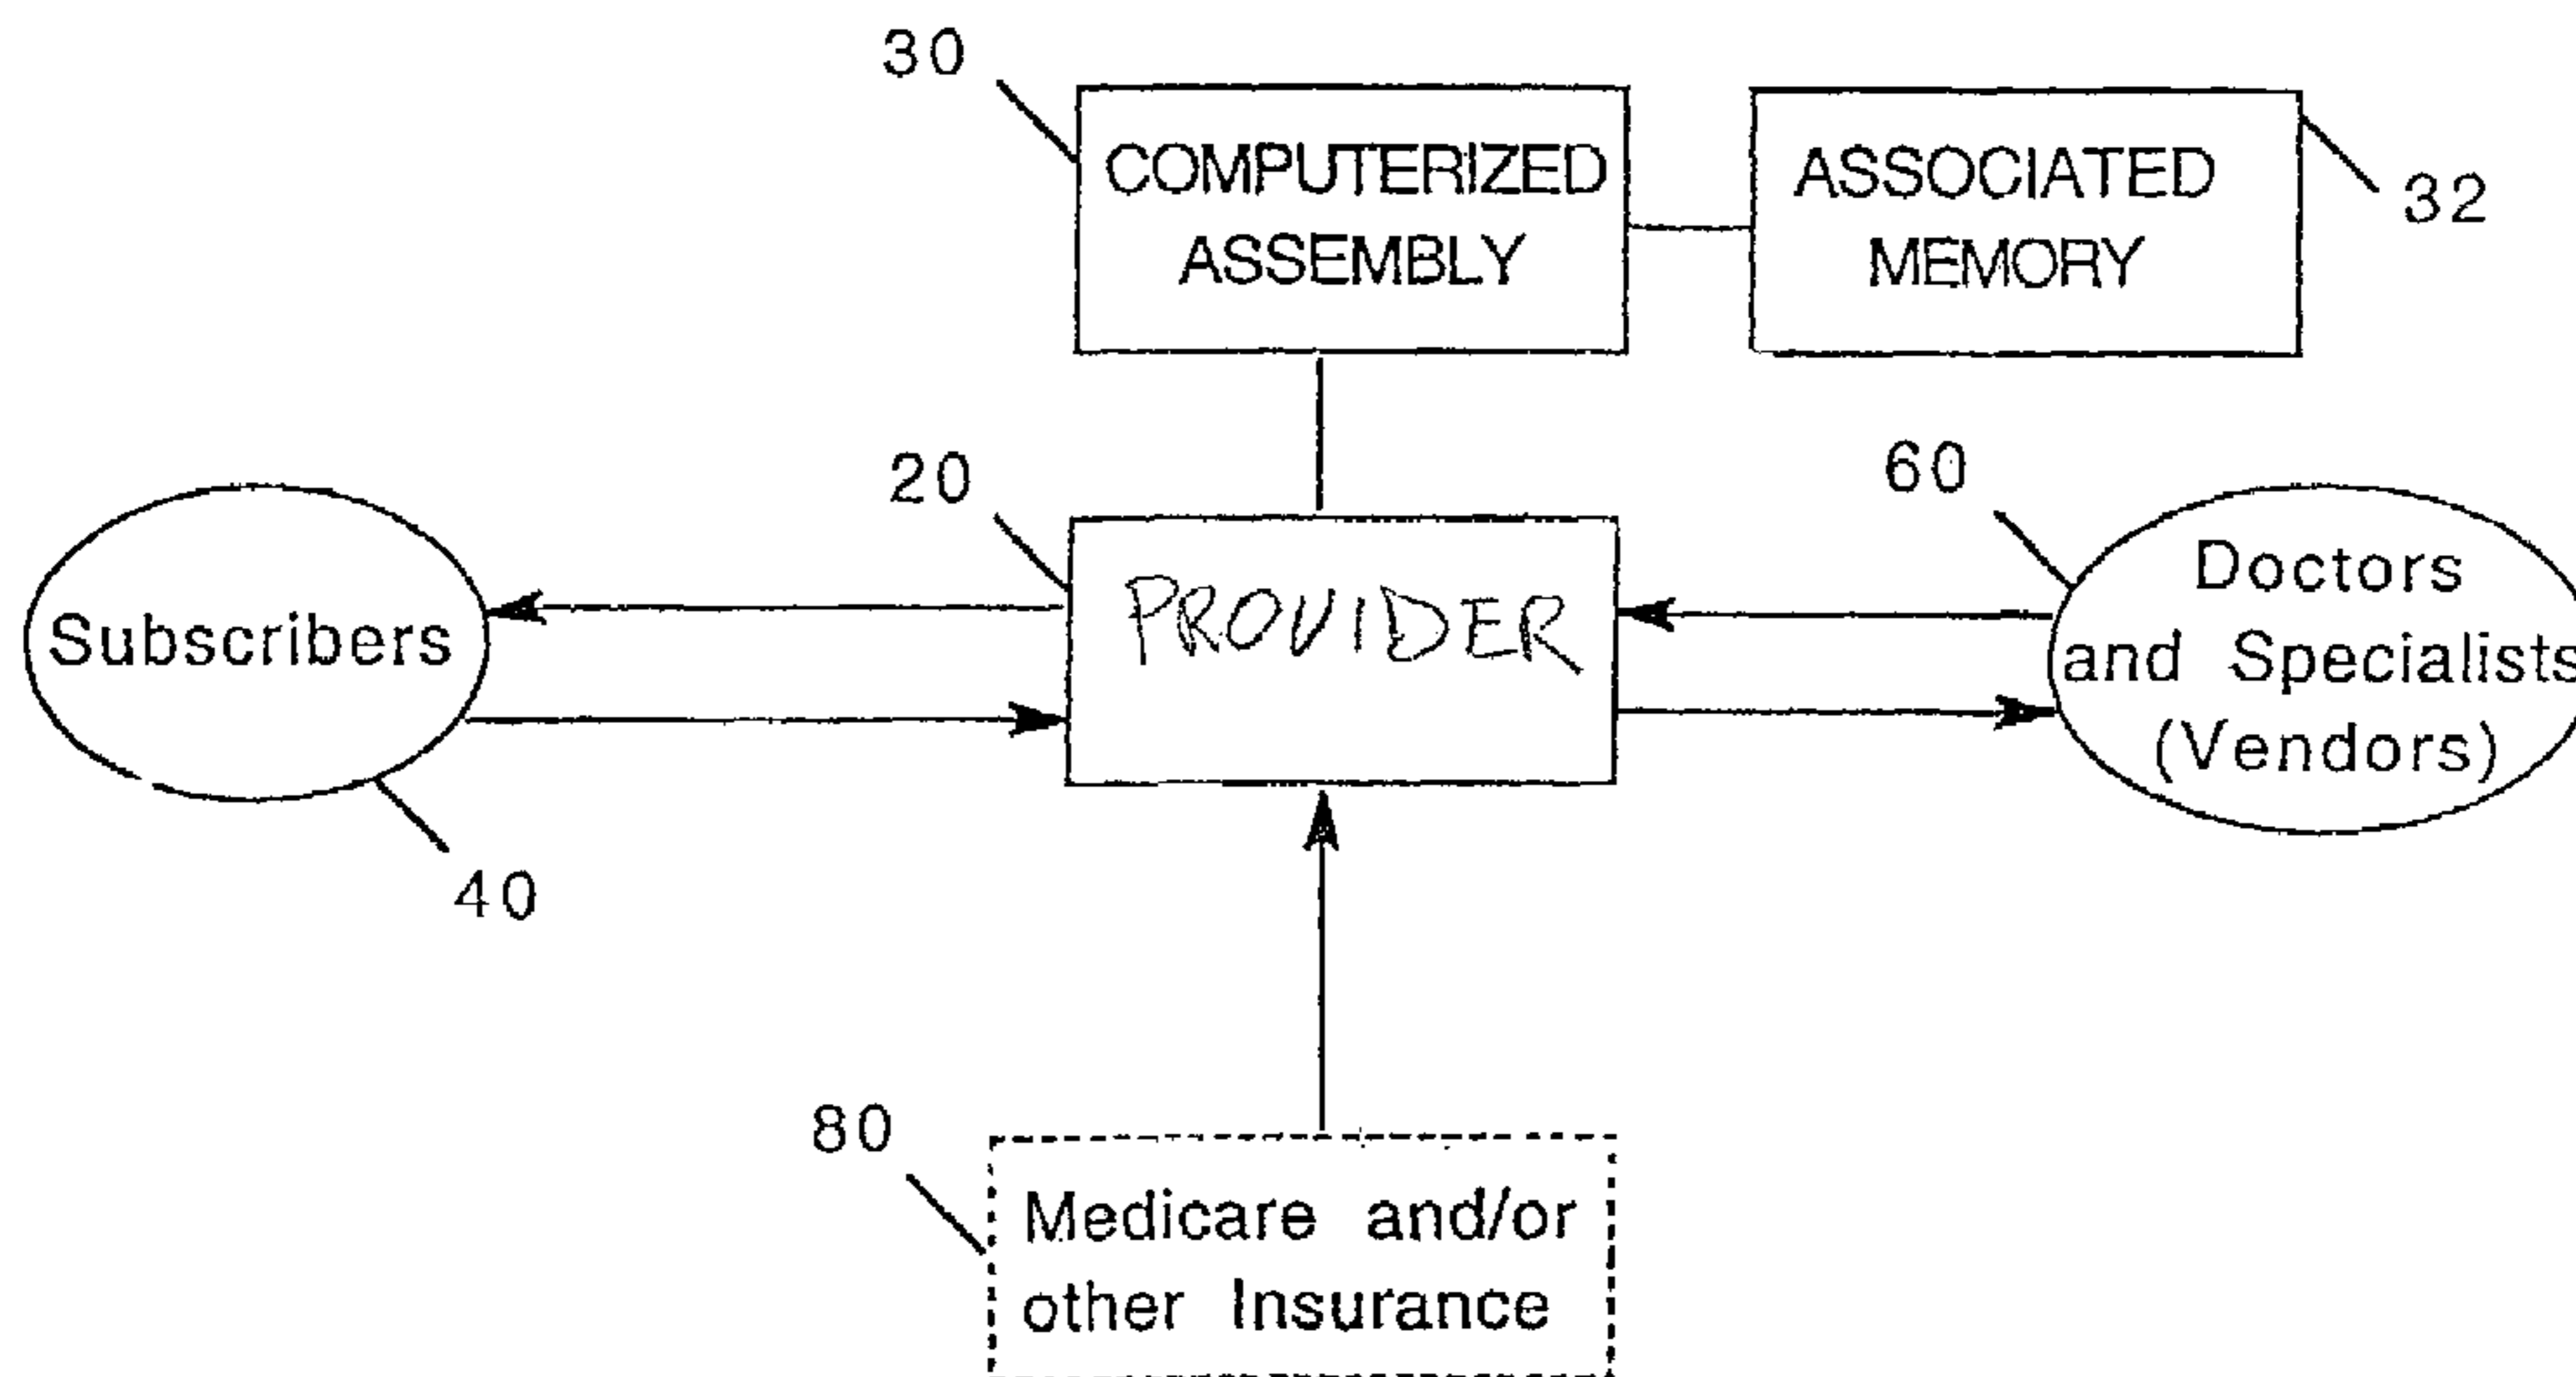 30
COMPUTERIZED
ASSEMBLY
ASSOCIATED
MEMORY
32
20
60
Subscribers
PROVIDER
Doctors
and Specialists
(Vendors)
40
80
Medicare and/or
other Insurance